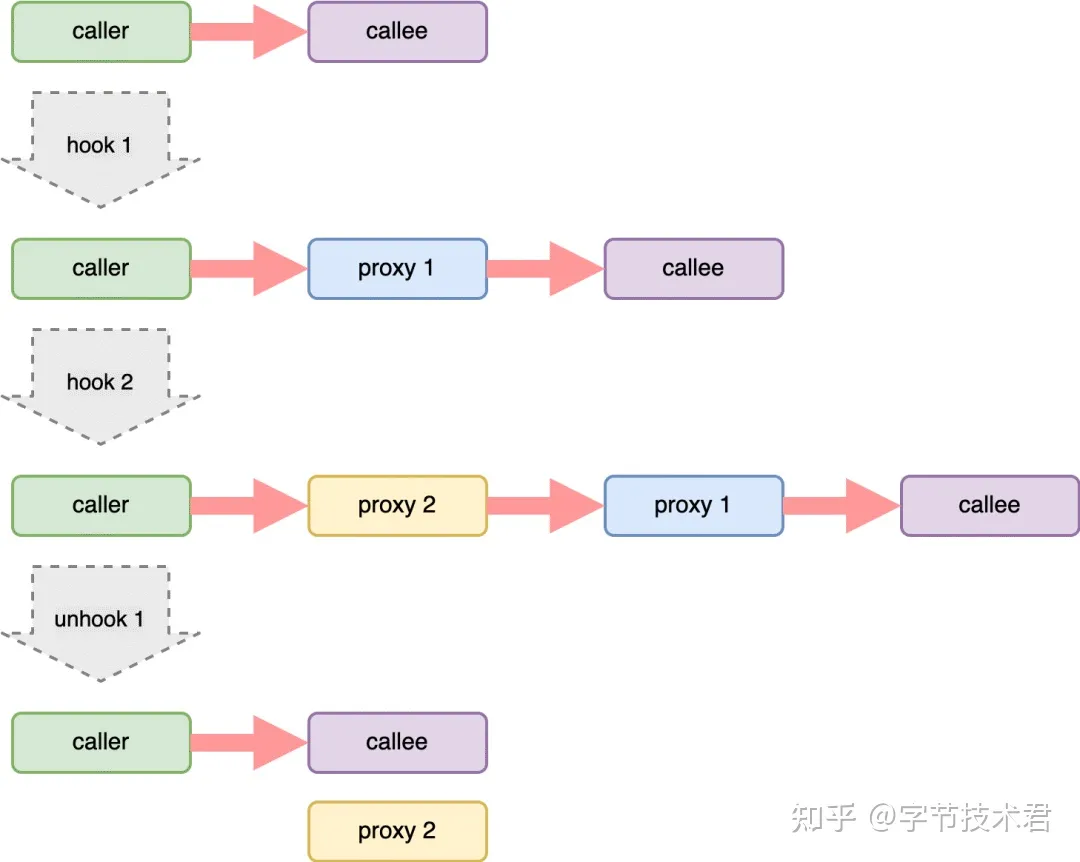 caller callee
hook 1
caller proxy 1 callee
hook 2
caller proxy 2 proxy 1 callee
unhook 1
caller callee
proxy 2
知乎 @字节技术君